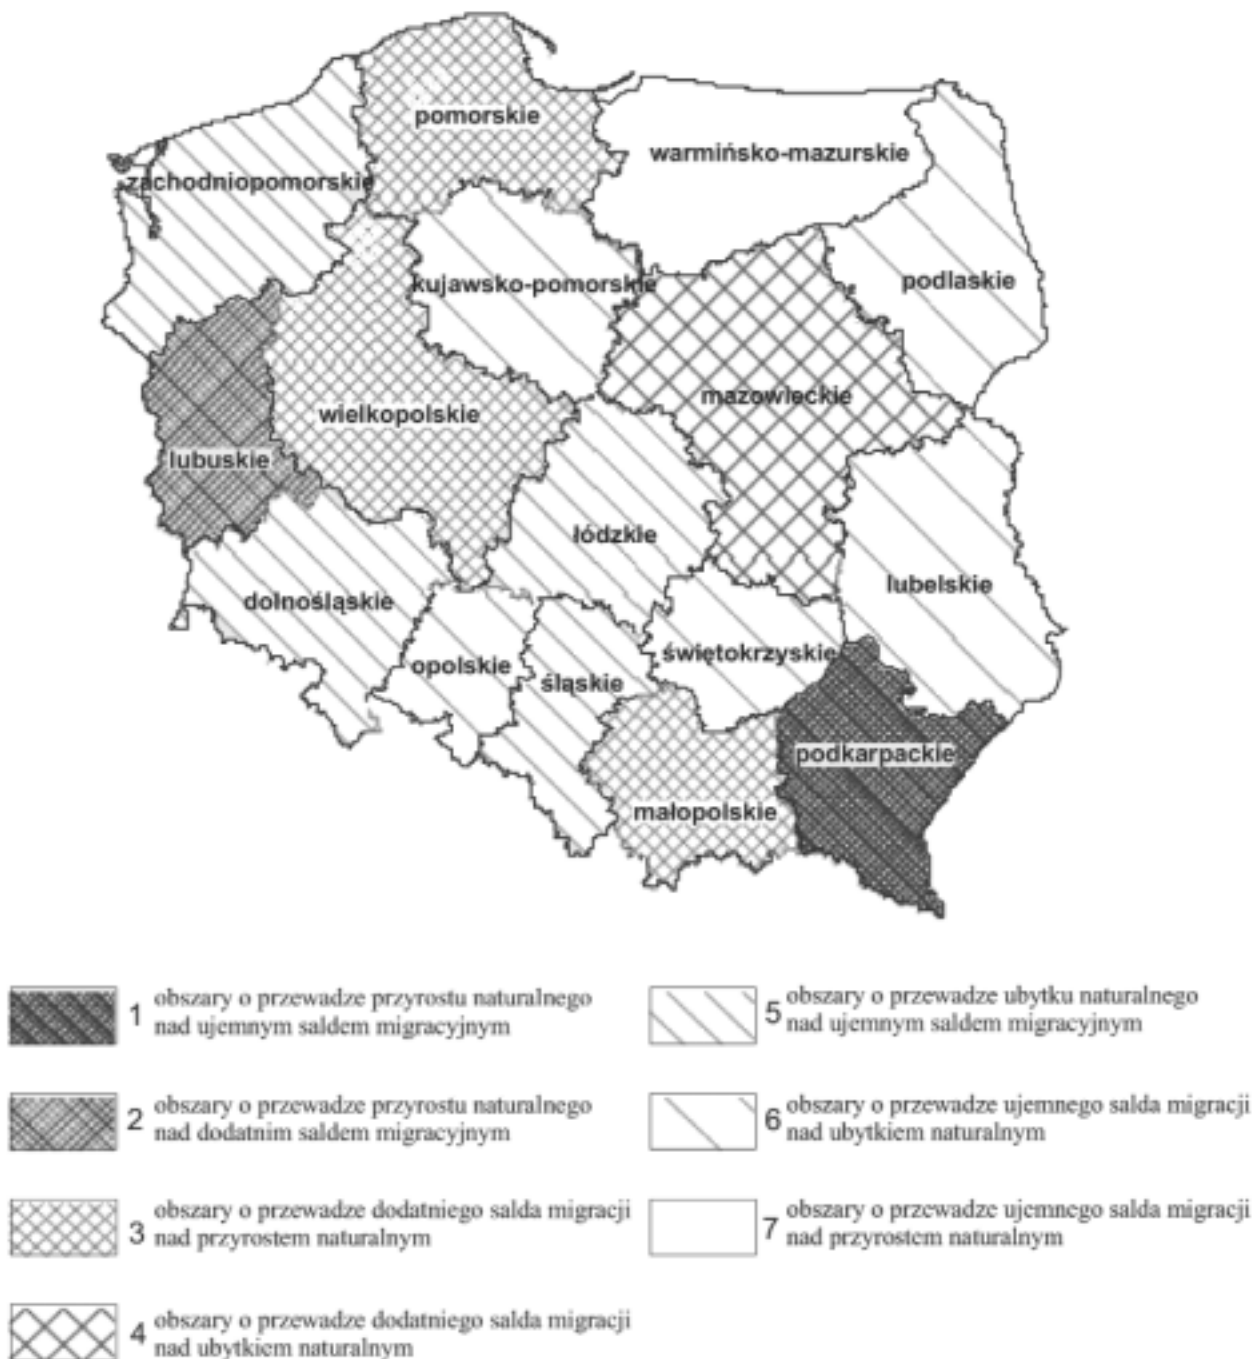 pomorskie
warmińsko-mazurskie
zachodniopomorskie
kujawsko-pomorskie
podlaskie
mazowieckie
wielkopolskie
lubuskie
łódzkie
lubelskie
dolnośląskie
świętokrzyskie
opolskie
śląskie
podkarpackie
małopolskie
1 obszary o przewadze przyrostu naturalnego
nad ujemnym saldem migracyjnym
2 obszary o przewadze przyrostu naturalnego
nad dodatnim saldem migracyjnym
3 obszary o przewadze dodatniego salda migracji
nad przyrostem naturalnym
4 obszary o przewadze dodatniego salda migracji
nad ubytkiem naturalnym
5 obszary o przewadze ubytku naturalnego
nad ujemnym saldem migracyjnym
6 obszary o przewadze ujemnego salda migracji
nad ubytkiem naturalnym
7 obszary o przewadze ujemnego salda migracji
nad przyrostem naturalnym